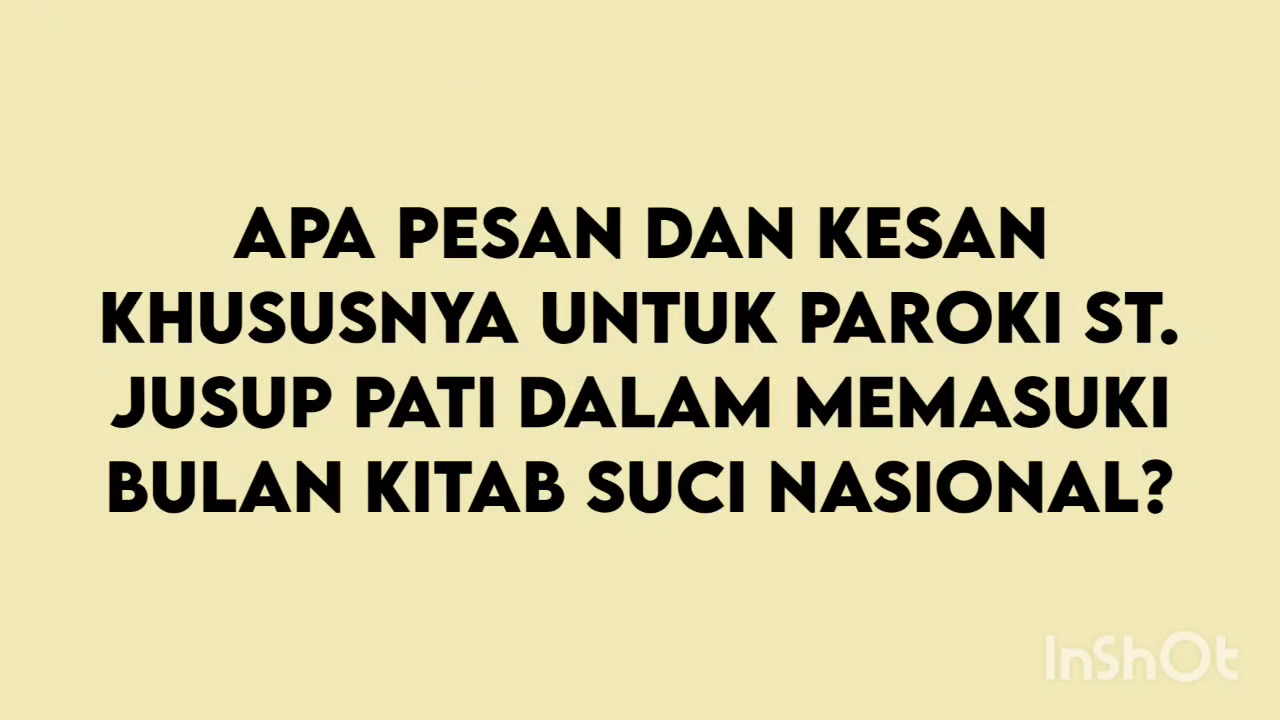 APA PESAN DAN KESAN
KHUSUSNYA UNTUK PAROKI ST.
JUSUP PATI DALAM MEMASUKI
BULAN KITAB SUCI NASIONAL?
InShOt